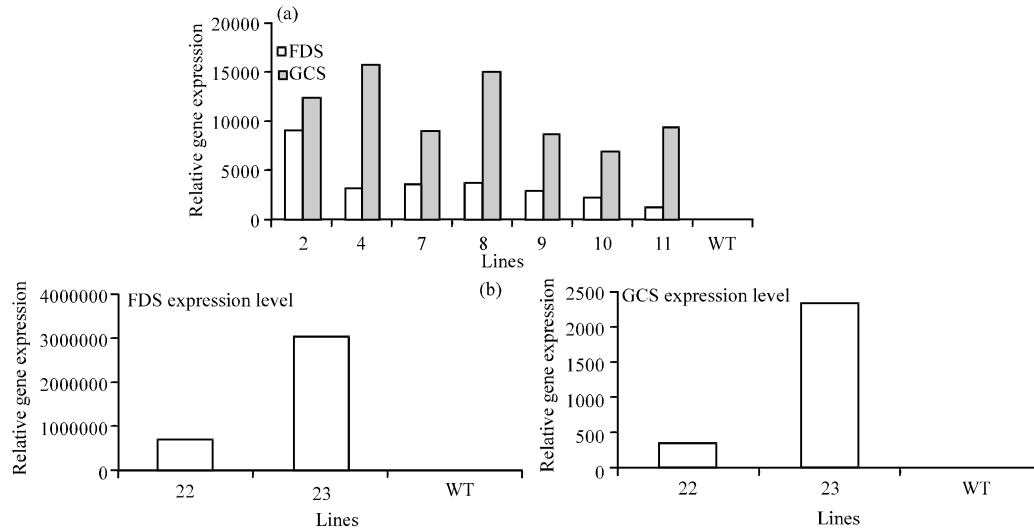 (a)
FDS
GCS
Relative gene expression
20000
15000
10000
5000
0
2 4 7 8 9 10 11 WT
Lines
(b)
FDS expression level
Relative gene expression
4000000
3000000
2000000
1000000
0
22 23 WT
Lines
GCS expression level
Relative gene expression
2500
2000
1500
1000
500
0
22 23 WT
Lines